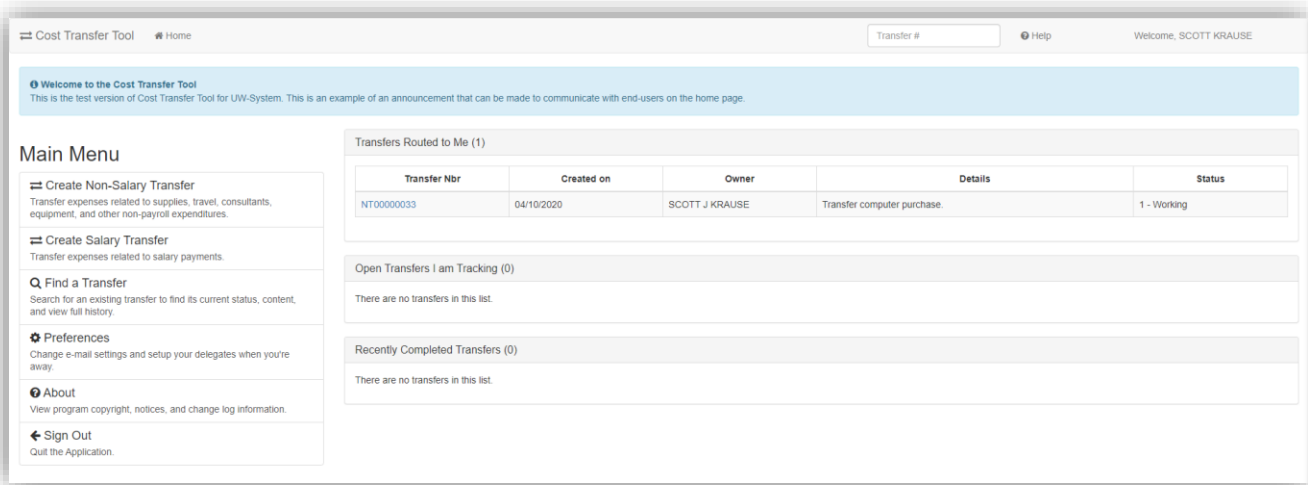 Cost Transfer Tool Home Transfer # Help Welcome, SCOTT KRAUSE
Welcome to the Cost Transfer Tool
This is the test version of Cost Transfer Tool for UW-System. This is an example of an announcement that can be made to communicate with end-users on the home page.
Main Menu
Create Non-Salary Transfer
Transfer expenses related to supplies, travel, consultants,
equipment, and other non-payroll expenditures.
Create Salary Transfer
Transfer expenses related to salary payments.
Find a Transfer
Search for an existing transfer to find its current status, content,
and view full history.
Preferences
Change e-mail settings and setup your delegates when you're
away.
About
View program copyright, notices, and change log information.
Sign Out
Quit the Application.
Transfers Routed to Me (1)
Transfer Nbr Created on Owner Details Status
NT00000033 04/10/2020 SCOTT J KRAUSE Transfer computer purchase. 1 - Working
Open Transfers I am Tracking (0)
There are no transfers in this list.
Recently Completed Transfers (0)
There are no transfers in this list.